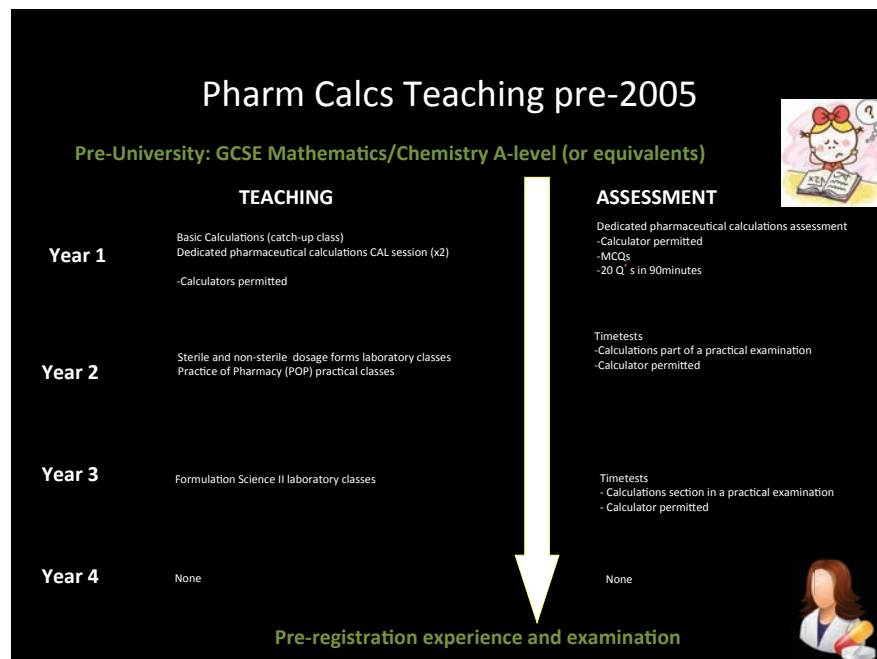 Pharm Calcs Teaching pre-2005
Pre-University: GCSE Mathematics/Chemistry A-level (or equivalents)
TEACHING
ASSESSMENT
Year 1
Basic Calculations (catch-up class)
Dedicated pharmaceutical calculations CAL session (x2)
-Calculators permitted
Dedicated pharmaceutical calculations assessment
-Calculator permitted
-MCQs
-20 Q's in 90minutes
Year 2
Sterile and non-sterile dosage forms laboratory classes
Practice of Pharmacy (POP) practical classes
Timetests
-Calculations part of a practical examination
-Calculator permitted
Year 3
Formulation Science II laboratory classes
Timetests
- Calculations section in a practical examination
- Calculator permitted
Year 4
None
None
Pre-registration experience and examination